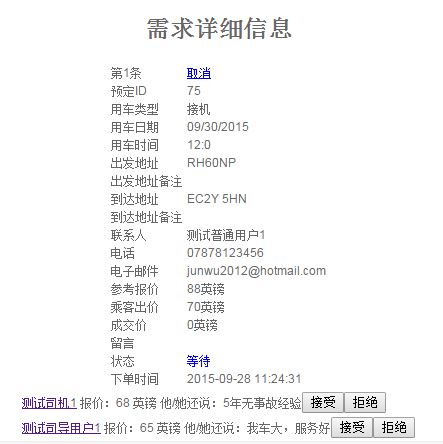 需求详细信息
第1条 取消
预定ID 75
用车类型 接机
用车日期 09/30/2015
用车时间 12:0
出发地址 RH60NP
出发地址备注
到达地址 EC2Y 5HN
到达地址备注
联系人 测试普通用户1
电话 07878123456
电子邮件 junwu2012@hotmail.com
参考报价 88英镑
乘客出价 70英镑
成交价 0英镑
留言
状态 等待
下单时间 2015-09-28 11:24:31
测试司机1 报价：68 英镑 他/她还说：5年无事故经验 接受 拒绝
测试司导用户1 报价：65 英镑 他/她还说：我车大，服务好 接受 拒绝